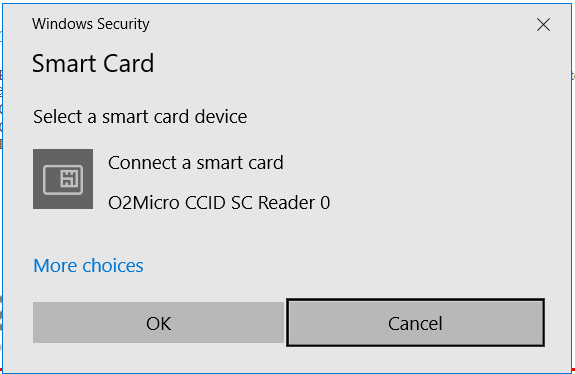 Windows Security
Smart Card
Select a smart card device
Connect a smart card
O2Micro CCID SC Reader 0
More choices
OK
Cancel